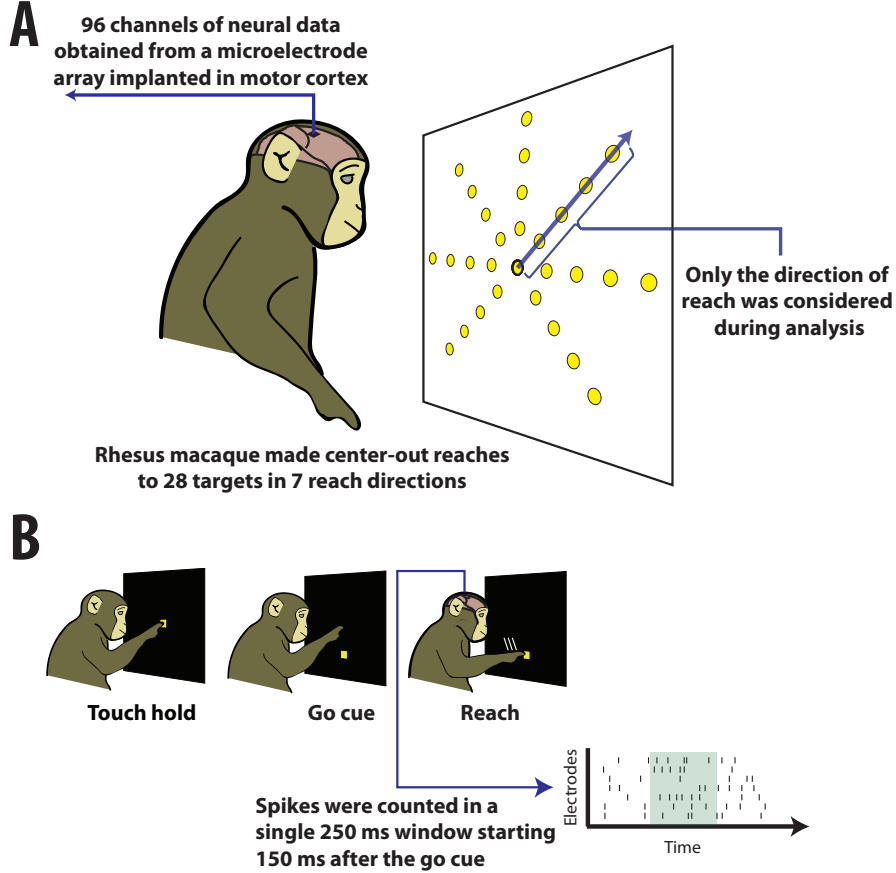 A
96 channels of neural data
obtained from a microelectrode
array implanted in motor cortex
Only the direction of
reach was considered
during analysis
Rhesus macaque made center-out reaches
to 28 targets in 7 reach directions
B
Touch hold
Go cue
Reach
Spikes were counted in a
single 250 ms window starting
150 ms after the go cue
Electrodes
Time